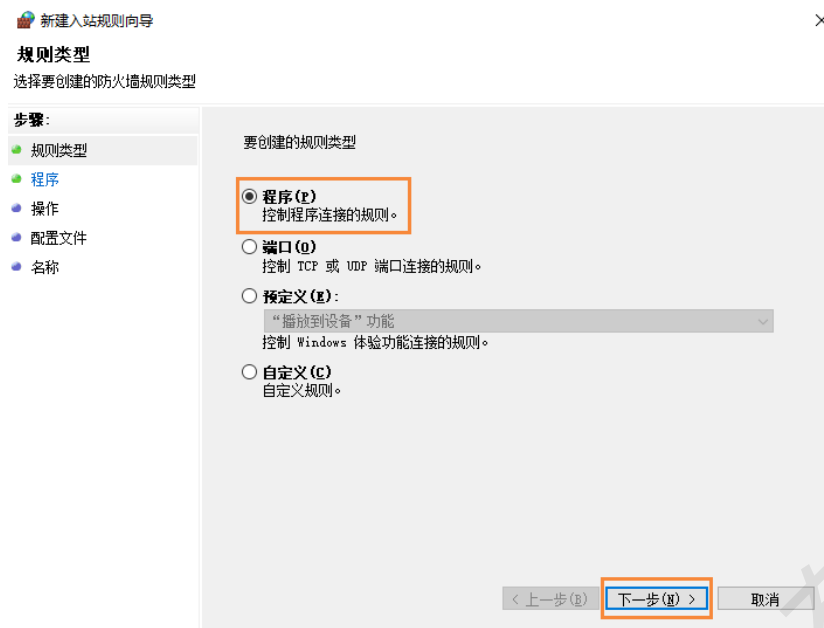 新建入站规则向导
规则类型
选择要创建的防火墙规则类型
步骤:
规则类型
程序
操作
配置文件
名称
要创建的规则类型
程序(P)
控制程序连接的规则。
端口(O)
控制 TCP 或 UDP 端口连接的规则。
预定义(E):
“播放到设备”功能
控制 Windows 体验功能连接的规则。
自定义(C)
自定义规则。
< 上一步(B)
下一步(N) >
取消